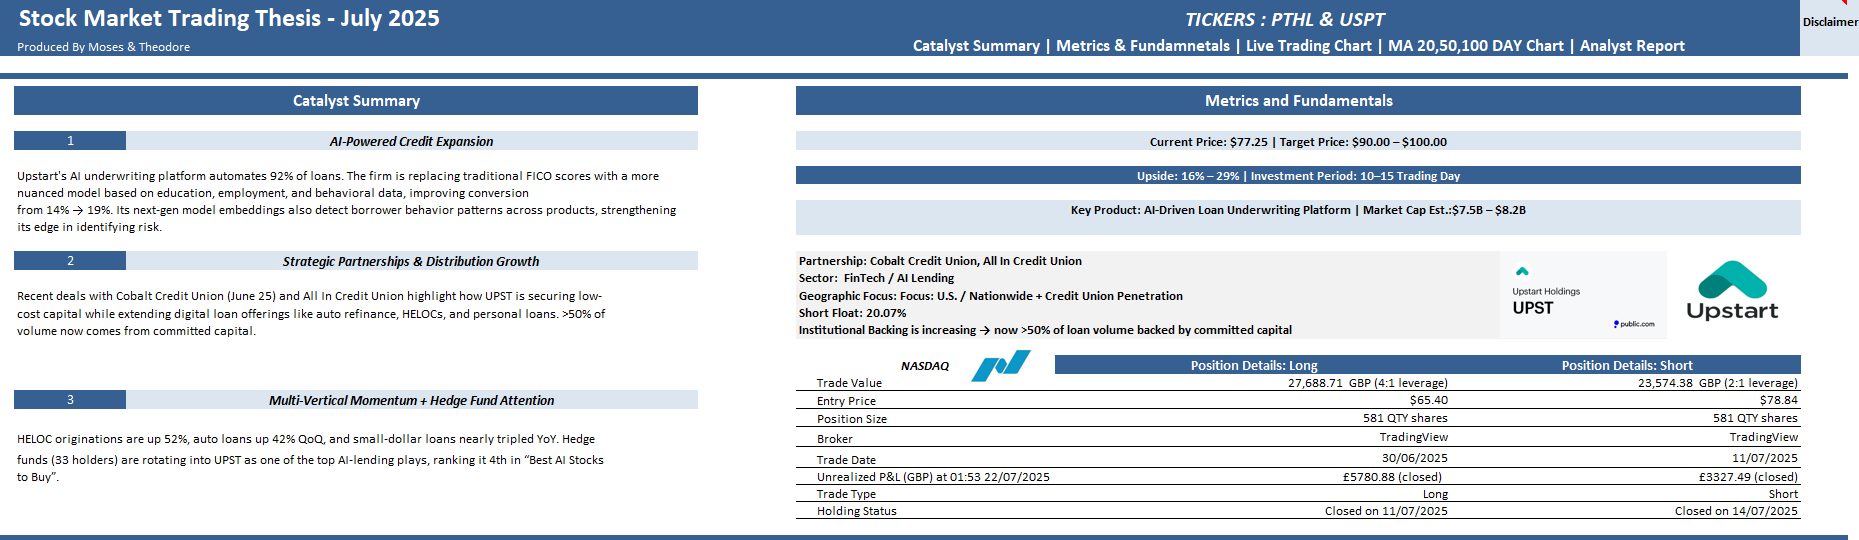 Stock Market Trading Thesis - July 2025
Produced By Moses & Theodore
TICKERS : PTHL & USPT
Catalyst Summary | Metrics & Fundamnetals | Live Trading Chart | MA 20,50,100 DAY Chart | Analyst Report
Disclaimer
Catalyst Summary
1 AI-Powered Credit Expansion
Upstart's AI underwriting platform automates 92% of loans. The firm is replacing traditional FICO scores with a more
nuanced model based on education, employment, and behavioral data, improving conversion
from 14% → 19%. Its next-gen model embeddings also detect borrower behavior patterns across products, strengthening
its edge in identifying risk.
2 Strategic Partnerships & Distribution Growth
Recent deals with Cobalt Credit Union (June 25) and All In Credit Union highlight how UPST is securing low-
cost capital while extending digital loan offerings like auto refinance, HELOCs, and personal loans. >50% of
volume now comes from committed capital.
3 Multi-Vertical Momentum + Hedge Fund Attention
HELOC originations are up 52%, auto loans up 42% QoQ, and small-dollar loans nearly tripled YoY. Hedge
funds (33 holders) are rotating into UPST as one of the top AI-lending plays, ranking it 4th in “Best AI Stocks
to Buy”.
Metrics and Fundamentals
Current Price: $77.25 | Target Price: $90.00 – $100.00
Upside: 16% – 29% | Investment Period: 10–15 Trading Day
Key Product: AI-Driven Loan Underwriting Platform | Market Cap Est.:$7.5B – $8.2B
Partnership: Cobalt Credit Union, All In Credit Union
Sector: FinTech / AI Lending
Geographic Focus: Focus: U.S. / Nationwide + Credit Union Penetration
Short Float: 20.07%
Institutional Backing is increasing → now >50% of loan volume backed by committed capital
Upstart Holdings
UPST
public.com
Upstart
NASDAQ Position Details: Long Position Details: Short
Trade Value 27,688.71 GBP (4:1 leverage) 23,574.38 GBP (2:1 leverage)
Entry Price $65.40 $78.84
Position Size 581 QTY shares 581 QTY shares
Broker TradingView TradingView
Trade Date 30/06/2025 11/07/2025
Unrealized P&L (GBP) at 01:53 22/07/2025 £5780.88 (closed) £3327.49 (closed)
Trade Type Long Short
Holding Status Closed on 11/07/2025 Closed on 14/07/2025